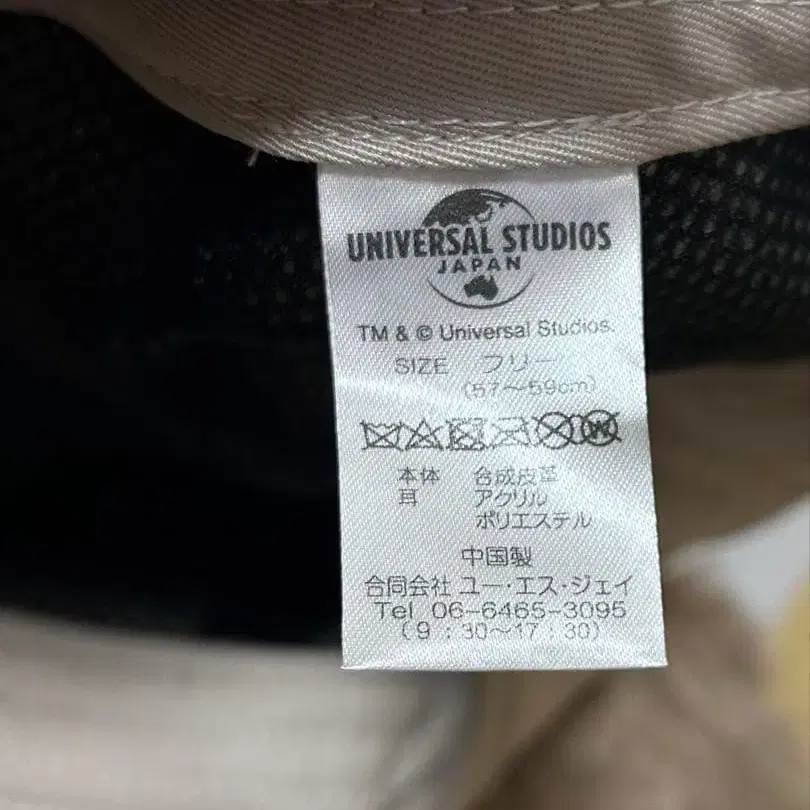 UNIVERSAL STUDIOS
JAPAN
TM & © Universal Studios.
SIZE フリー
(57〜59cm)
W
本体 合成皮革
耳 アクリル
ポリエステル
中国製
合同会社 ユー・エス・ジェイ
Tel 06-6465-3095
(9:30〜17:30)